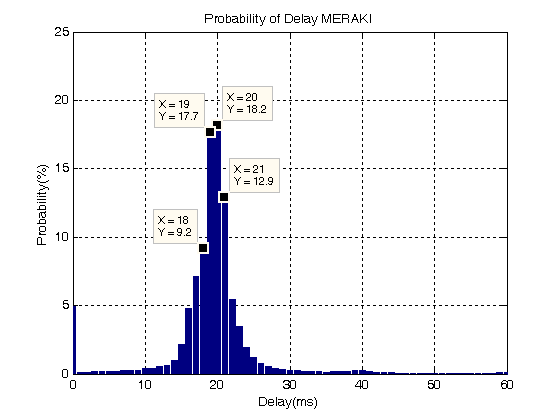 Probability of Delay MERAKI
25
20
15
10
5
0
Probability(%)
X = 19
Y = 17.7
X = 20
Y = 18.2
X = 21
Y = 12.9
X = 18
Y = 9.2
0 10 20 30 40 50 60
Delay(ms)